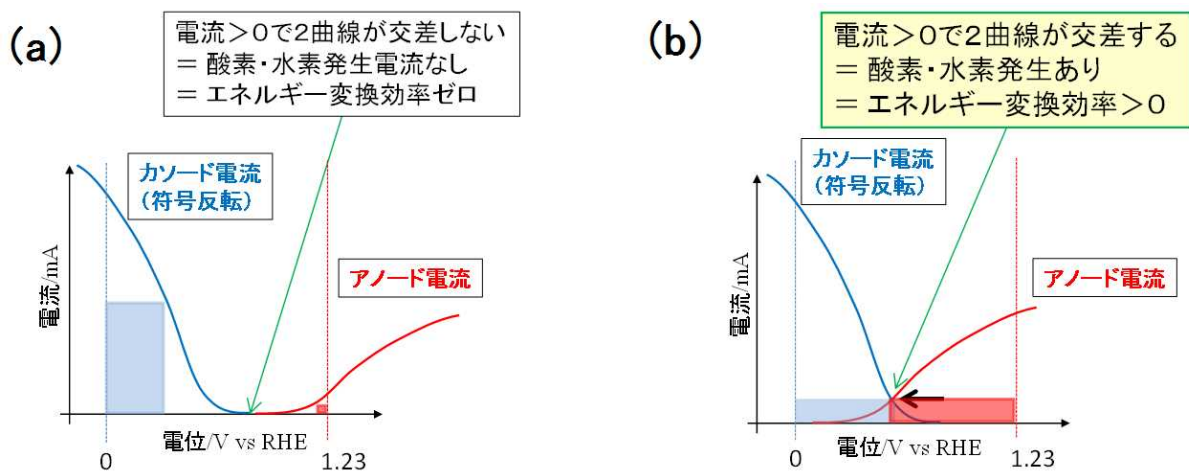 (a)
電流>0で2曲線が交差しない
= 酸素・水素発生電流なし
= エネルギー変換効率ゼロ
カソード電流
(符号反転)
アノード電流
電流/mA
電位/V vs RHE
0
1.23
(b)
電流>0で2曲線が交差する
= 酸素・水素発生あり
= エネルギー変換効率>0
カソード電流
(符号反転)
アノード電流
電流/mA
電位/V vs RHE
0
1.23